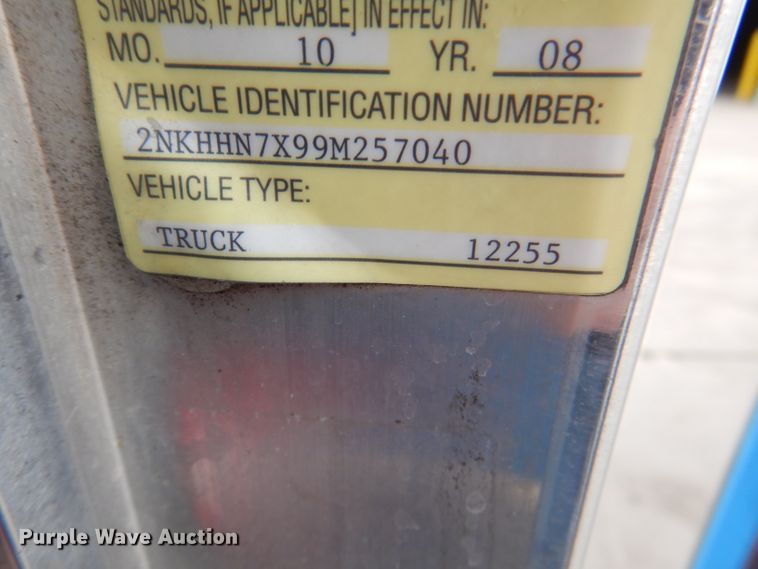 STANDARDS, IF APPLICABLE] IN EFFECT IN:
MO. 10 YR. 08
VEHICLE IDENTIFICATION NUMBER:
2NKHHN7X99M257040
VEHICLE TYPE:
TRUCK 12255
Purple Wave Auction®